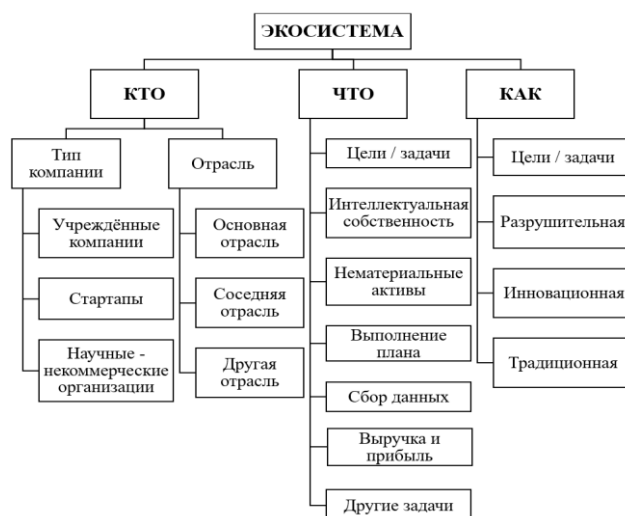 ЭКОСИСТЕМА
КТО
ЧТО
КАК
Тип
компании
Отрасль
Учреждённые
компании
Стартапы
Научные -
некоммерческие
организации
Основная
отрасль
Соседняя
отрасль
Другая
отрасль
Цели / задачи
Интеллектуальная
собственность
Нематериальные
активы
Выполнение
плана
Сбор данных
Выручка и
прибыль
Другие задачи
Цели / задачи
Разрушительная
Инновационная
Традиционная